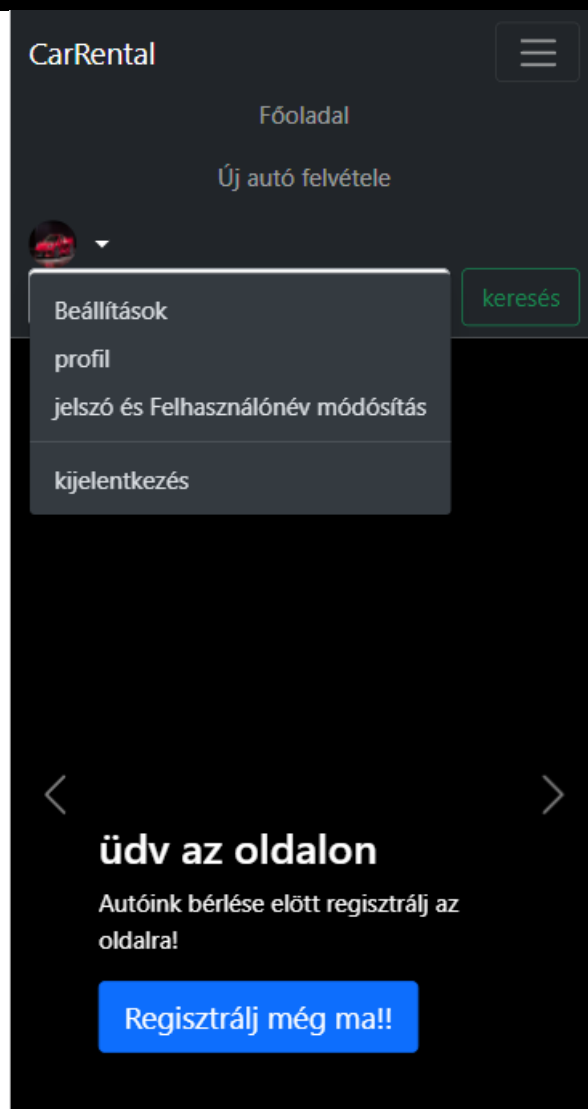 CarRental
Főoladal
Új autó felvétele
keresés
Beállítások
profil
jelszó és Felhasználónév módósítás
kijelentkezés
üdv az oldalon
Autóink bérlése elött regisztrálj az
oldalra!
Regisztrálj még ma!!